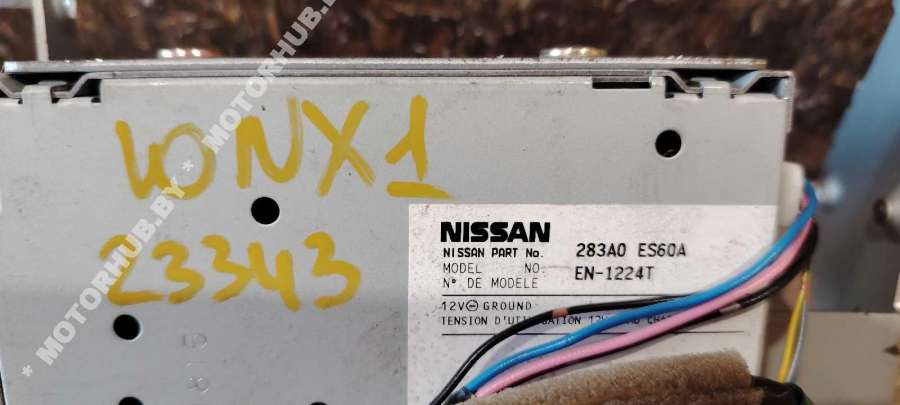 MOTORHUB.BY * MOTORHUB.BY * MOTORHUB.BY
40NX1
23343
NISSAN
NISSAN PART No. 283A0 ES60A
MODEL NO.
N° DE MODELE EN-1224T
12V⊖GROUND
TENSION D'UTI